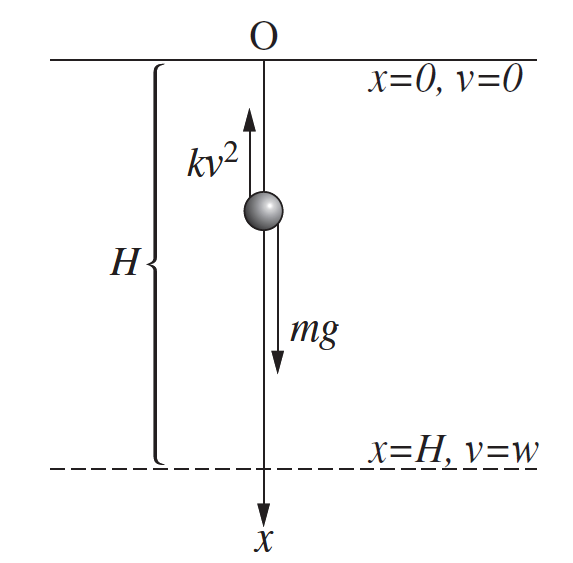 O
x=0, v=0
kv²
H
mg
x=H, v=w
x